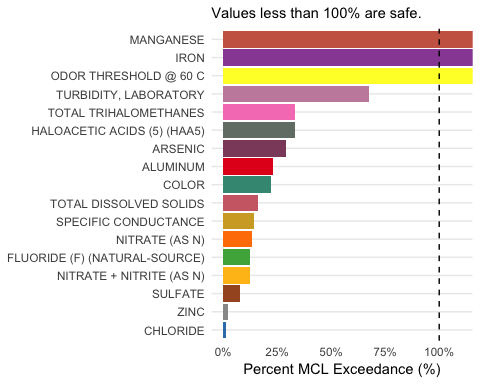 Values less than 100% are safe.
MANGANESE
IRON
ODOR THRESHOLD @ 60 C
TURBIDITY, LABORATORY
TOTAL TRIHALOMETHANES
HALOACETIC ACIDS (5) (HAA5)
ARSENIC
ALUMINUM
COLOR
TOTAL DISSOLVED SOLIDS
SPECIFIC CONDUCTANCE
NITRATE (AS N)
FLUORIDE (F) (NATURAL-SOURCE)
NITRATE + NITRITE (AS N)
SULFATE
ZINC
CHLORIDE
0% 25% 50% 75% 100%
Percent MCL Exceedance (%)